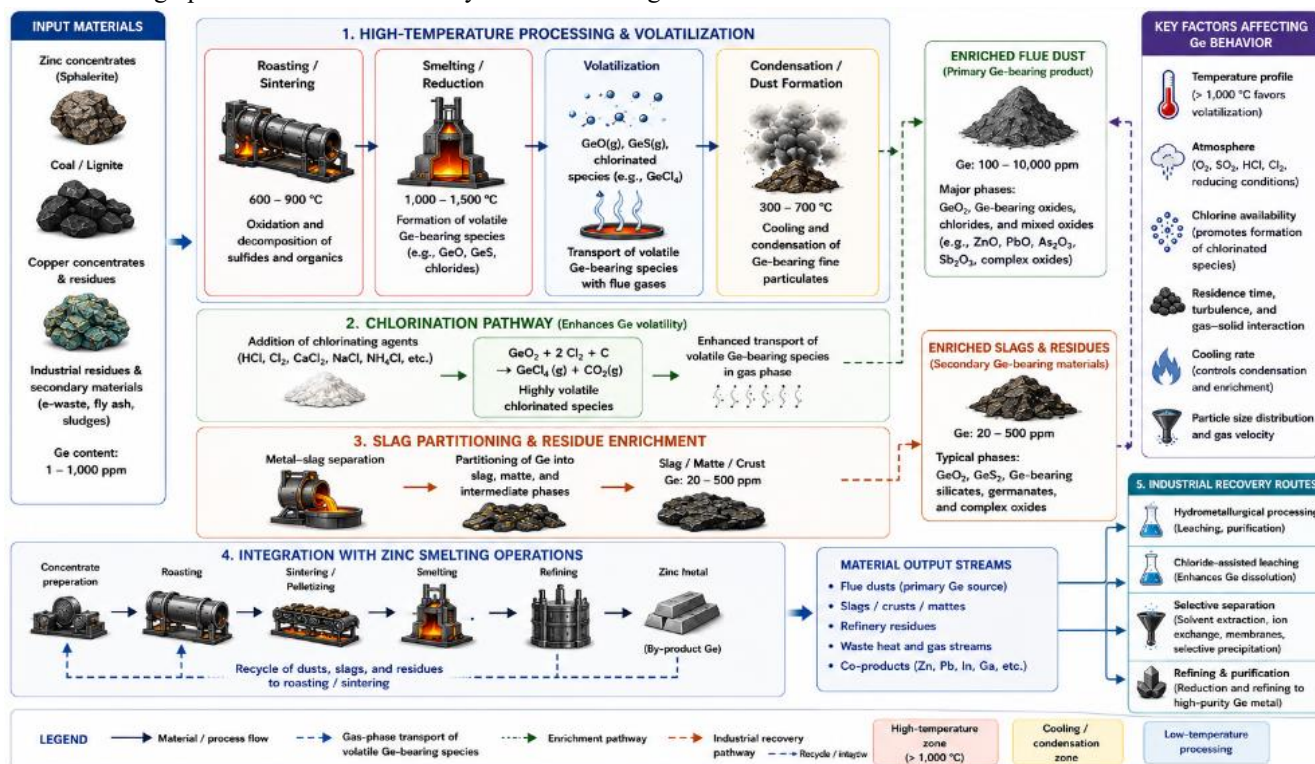 INPUT MATERIALS
Zinc concentrates
(Sphalerite)
Coal / Lignite
Copper concentrates
& residues
Industrial residues &
secondary materials
(e-waste, fly ash,
sludges)
Ge content:
1 – 1,000 ppm
1. HIGH-TEMPERATURE PROCESSING & VOLATILIZATION
Roasting /
Sintering
600 – 900 °C
Oxidation and
decomposition of
sulfides and organics
Smelting /
Reduction
1,000 – 1,500 °C
Formation of volatile
Ge-bearing species
(e.g., GeO, GeS,
chlorides)
Volatilization
GeO(g), GeS(g),
chlorinated
species (e.g., GeCl₄)
Transport of volatile
Ge-bearing species
with flue gases
Condensation /
Dust Formation
300 – 700 °C
Cooling and
condensation of
Ge-bearing fine
particulates
2. CHLORINATION PATHWAY (Enhances Ge volatility)
Addition of chlorinating agents
(HCl, Cl₂, CaCl₂, NaCl, NH₄Cl, etc.)
GeO₂ + 2 Cl₂ + C
→ GeCl₄ (g) + CO₂(g)
Highly volatile
chlorinated species
Enhanced transport of
volatile Ge-bearing species
in gas phase
3. SLAG PARTITIONING & RESIDUE ENRICHMENT
Metal–slag separation
Partitioning of Ge into
slag, matte, and
intermediate phases
Slag / Matte / Crust
Ge: 20 – 500 ppm
4. INTEGRATION WITH ZINC SMELTING OPERATIONS
Concentrate
preparation
Roasting
Sintering /
Pelletizing
Smelting
Refining
Zinc metal
(By-product Ge)
Recycle of dusts, slags, and residues
to roasting / sintering
ENRICHED FLUE DUST
(Primary Ge-bearing product)
Ge: 100 – 10,000 ppm
Major phases:
GeO₂, Ge-bearing oxides,
chlorides, and mixed oxides
(e.g., ZnO, PbO, As₂O₃,
Sb₂O₃, complex oxides)
ENRICHED SLAGS & RESIDUES
(Secondary Ge-bearing materials)
Ge: 20 – 500 ppm
Typical phases:
GeO₂, GeS₂, Ge-bearing
silicates, germanates,
and complex oxides
MATERIAL OUTPUT STREAMS
• Flue dusts (primary Ge source)
• Slags / crusts / mattes
• Refinery residues
• Waste heat and gas streams
• Co-products (Zn, Pb, In, Ga, etc.)
KEY FACTORS AFFECTING
Ge BEHAVIOR
Temperature profile
(> 1,000 °C favors
volatilization)
Atmosphere
(O₂, SO₂, HCl, Cl₂,
reducing conditions)
Chlorine availability
(promotes formation
of chlorinated
species)
Residence time,
turbulence, and
gas–solid interaction
Cooling rate
(controls condensation
and enrichment)
Particle size distribution
and gas velocity
5. INDUSTRIAL RECOVERY ROUTES
Hydrometallurgical processing
(Leaching, purification)
Chloride-assisted leaching
(Enhances Ge dissolution)
Selective separation
(Solvent extraction, ion
exchange, membranes,
selective precipitation)
Refining & purification
(Reduction and refining to
high-purity Ge metal)
LEGEND
Material / process flow
Gas-phase transport of
volatile Ge-bearing species
Enrichment pathway
Industrial recovery
pathway
Recycle /
High-temperature
zone
(> 1,000 °C)
Cooling /
condensation
zone
Low-temperature
processing